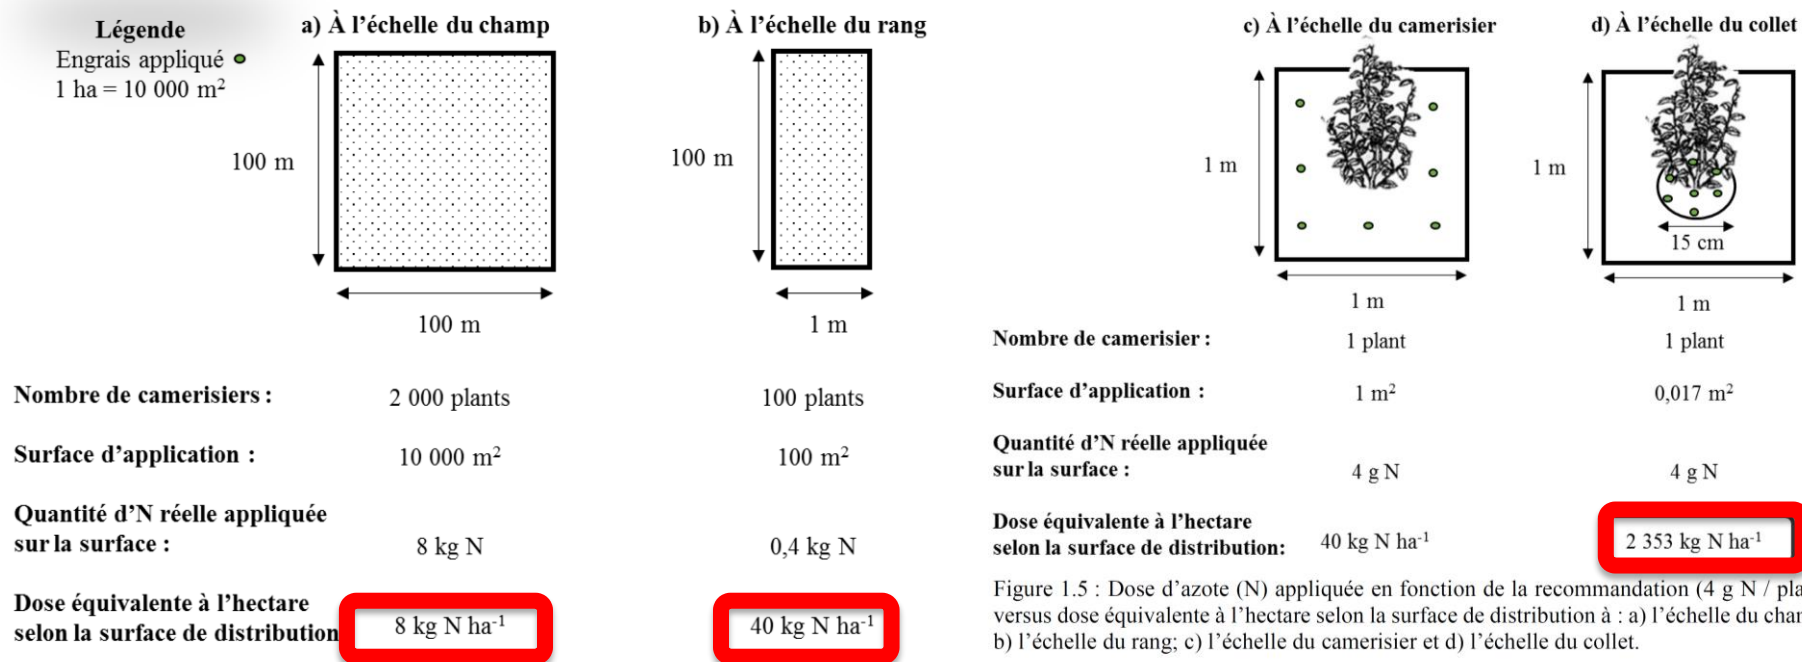 Légende
Engrais appliqué
1 ha = 10 000 m²
a) À l'échelle du champ
100 m
100 m
b) À l'échelle du rang
100 m
1 m
Nombre de camerisiers :
2 000 plants
100 plants
Surface d'application :
10 000 m²
100 m²
Quantité d'N réelle appliquée
sur la surface :
8 kg N
0,4 kg N
Dose équivalente à l'hectare
selon la surface de distribution
8 kg N ha⁻¹
40 kg N ha⁻¹
c) À l'échelle du camerisier
1 m
1 m
d) À l'échelle du collet
1 m
15 cm
1 m
Nombre de camerisier :
1 plant
1 plant
Surface d'application :
1 m²
0,017 m²
Quantité d'N réelle appliquée
sur la surface :
4 g N
4 g N
Dose équivalente à l'hectare
selon la surface de distribution:
40 kg N ha⁻¹
2 353 kg N ha⁻¹
Figure 1.5 : Dose d'azote (N) appliquée en fonction de la recommandation (4 g N /
versus dose équivalente à l'hectare selon la surface de distribution à : a) l'échelle du
b) l'échelle du rang; c) l'échelle du camerisier et d) l'échelle du collet.